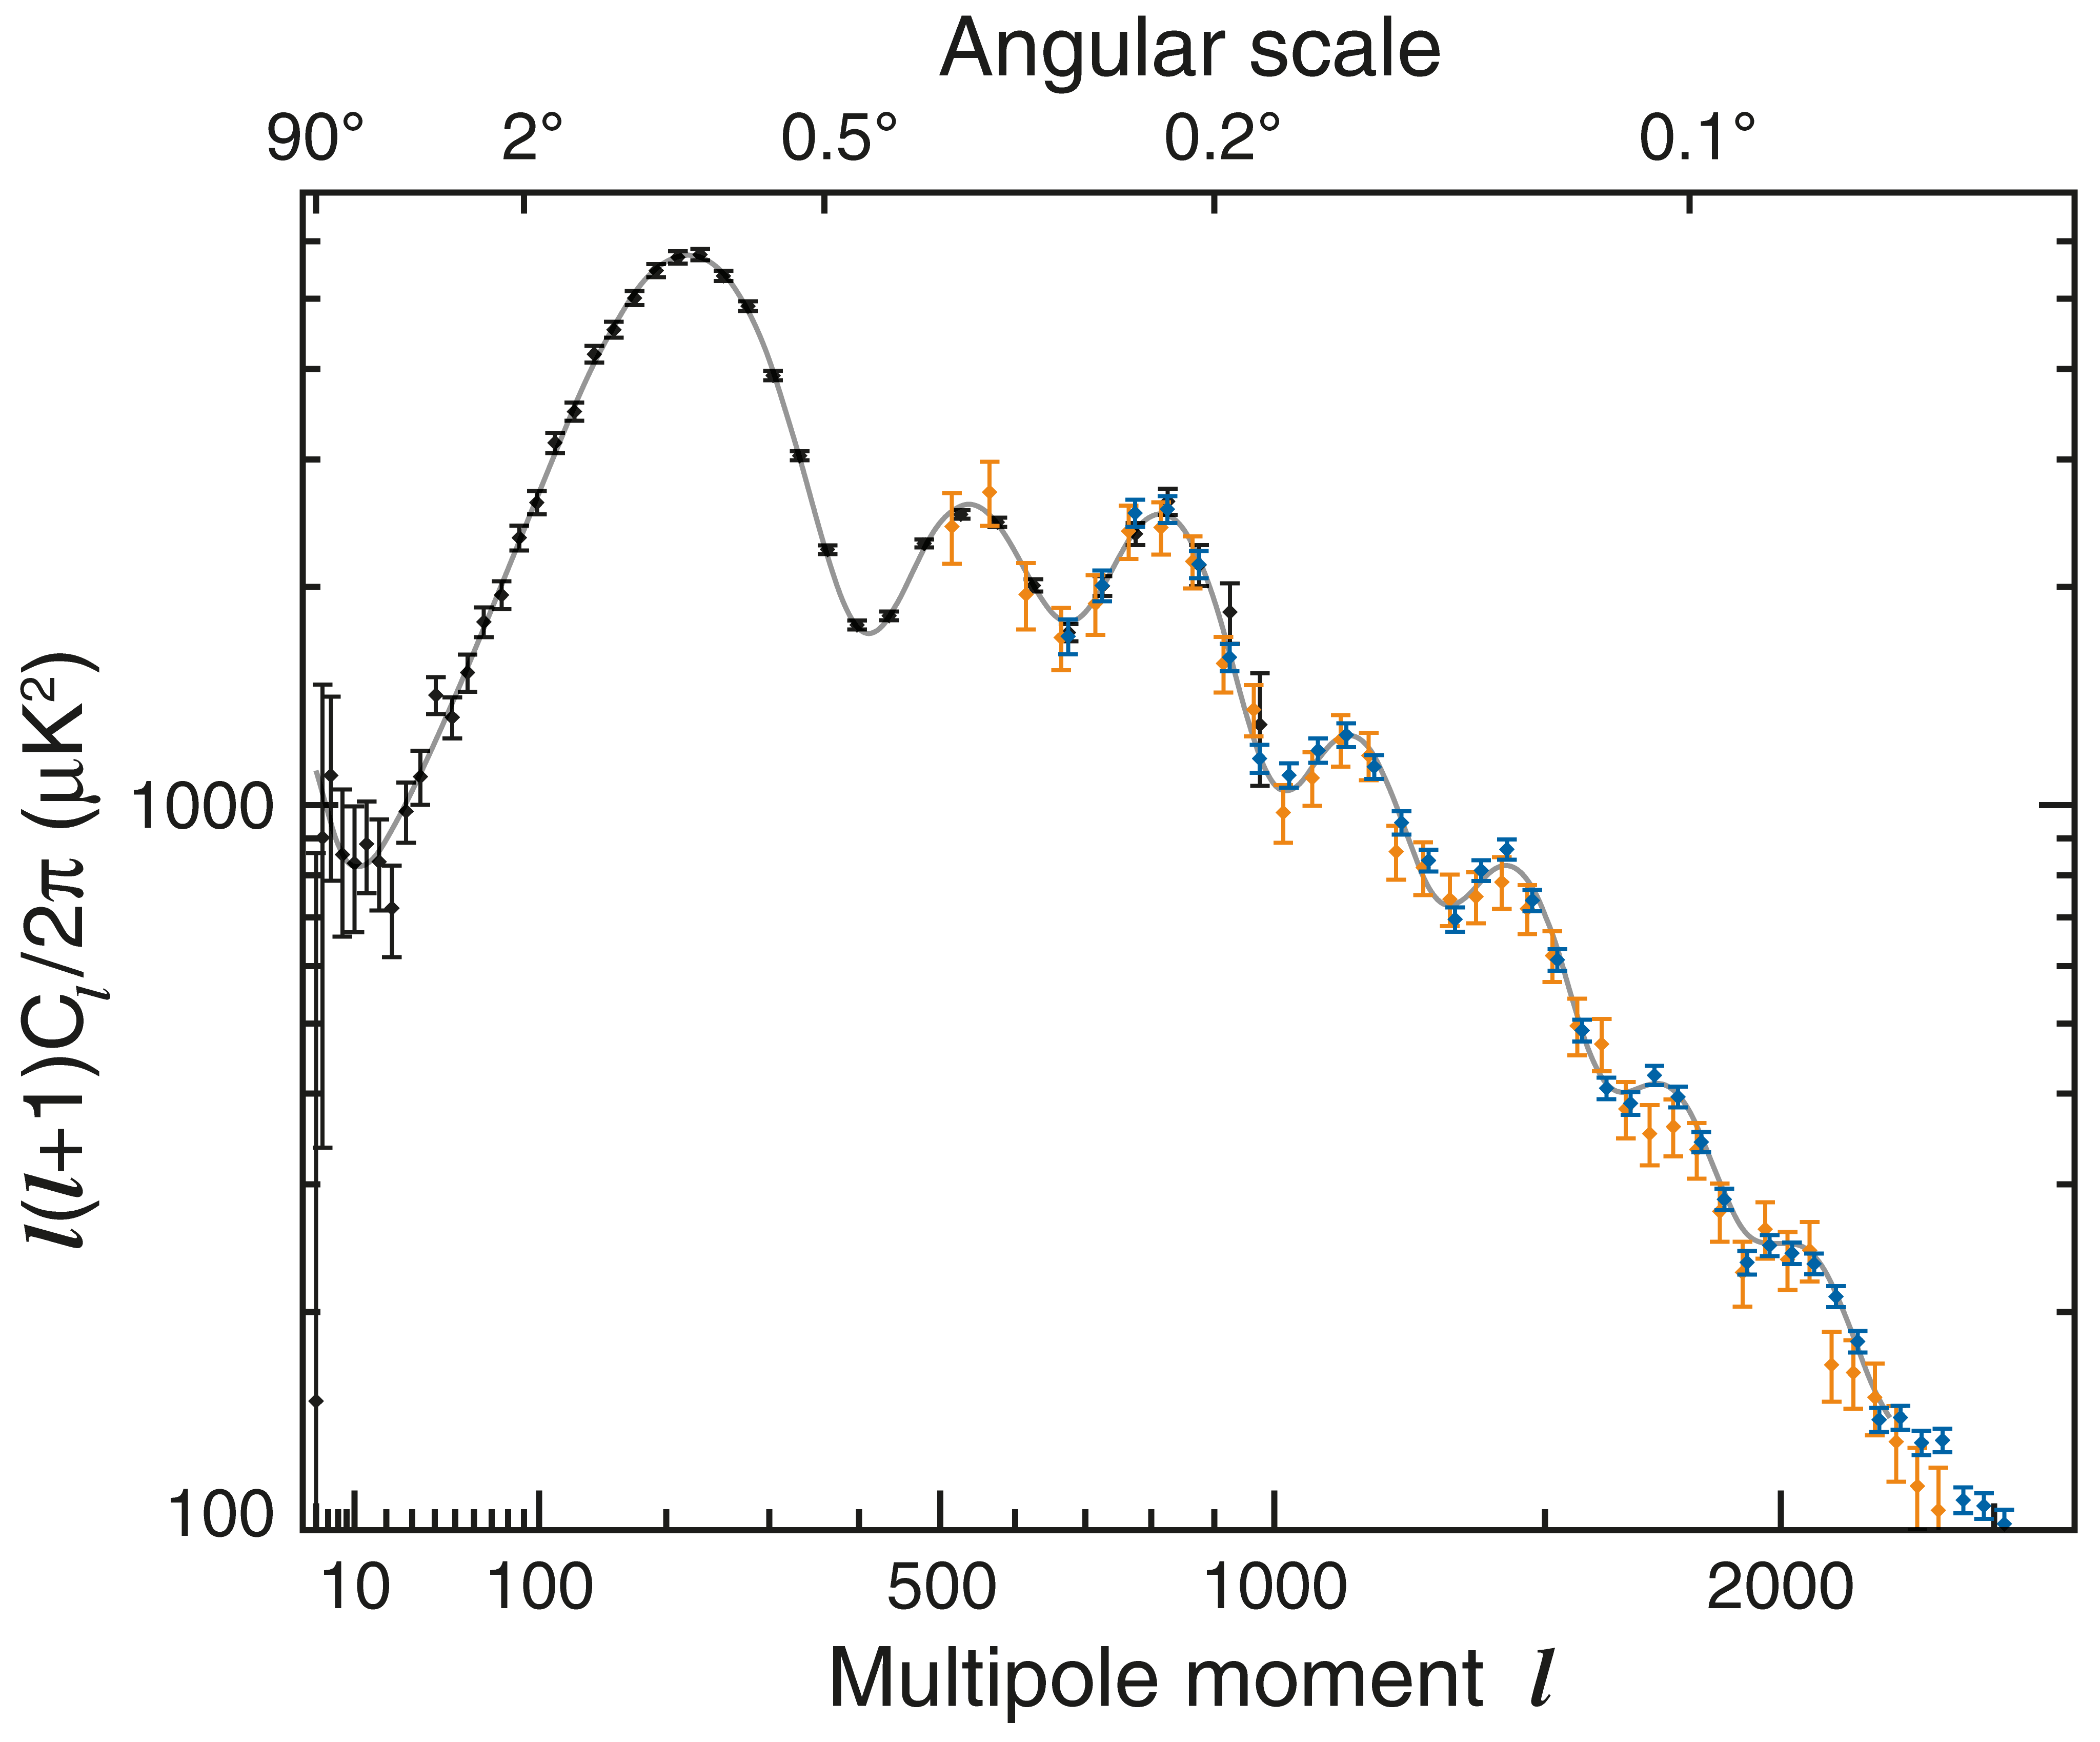 Angular scale
90° 2° 0.5° 0.2° 0.1°
l(l+1)Cl/2π (μK²)
1000
100
10 100 500 1000 2000
Multipole moment l